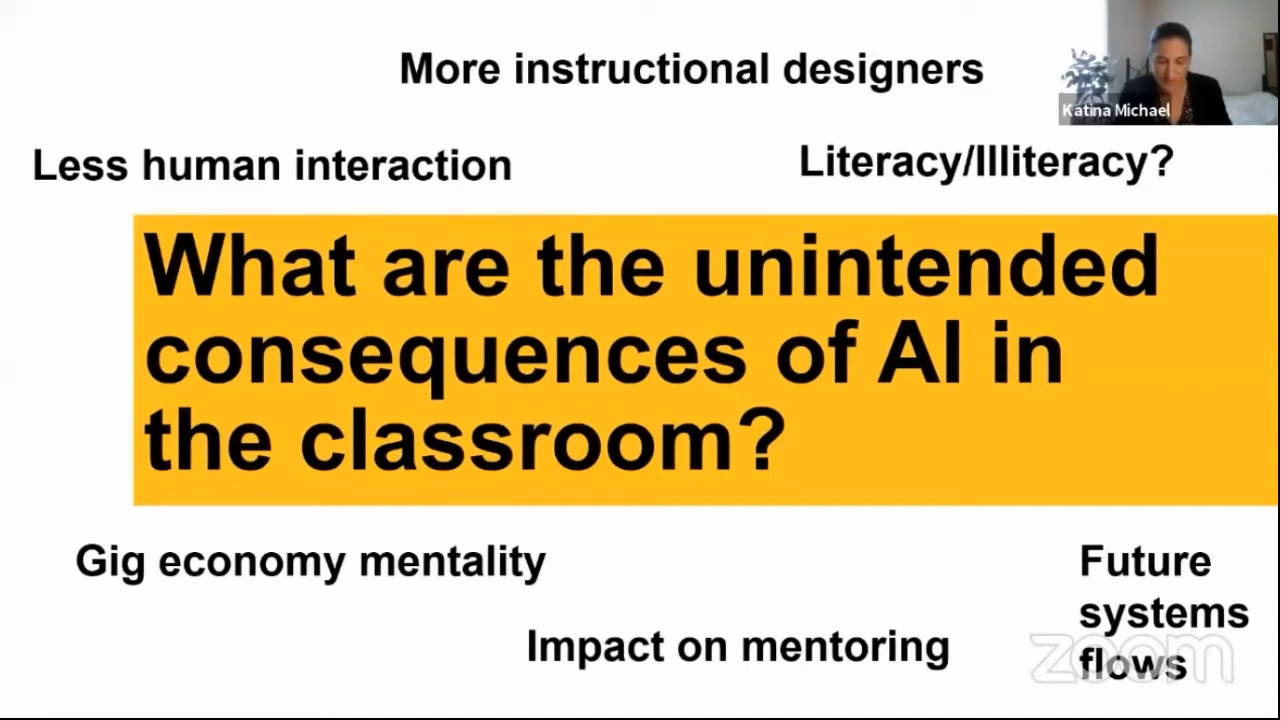 More instructional designers
Katina Michael
Less human interaction
Literacy/Illiteracy?
What are the unintended
consequences of AI in
the classroom?
Gig economy mentality
Future
systems
flows
Impact on mentoring
zoom